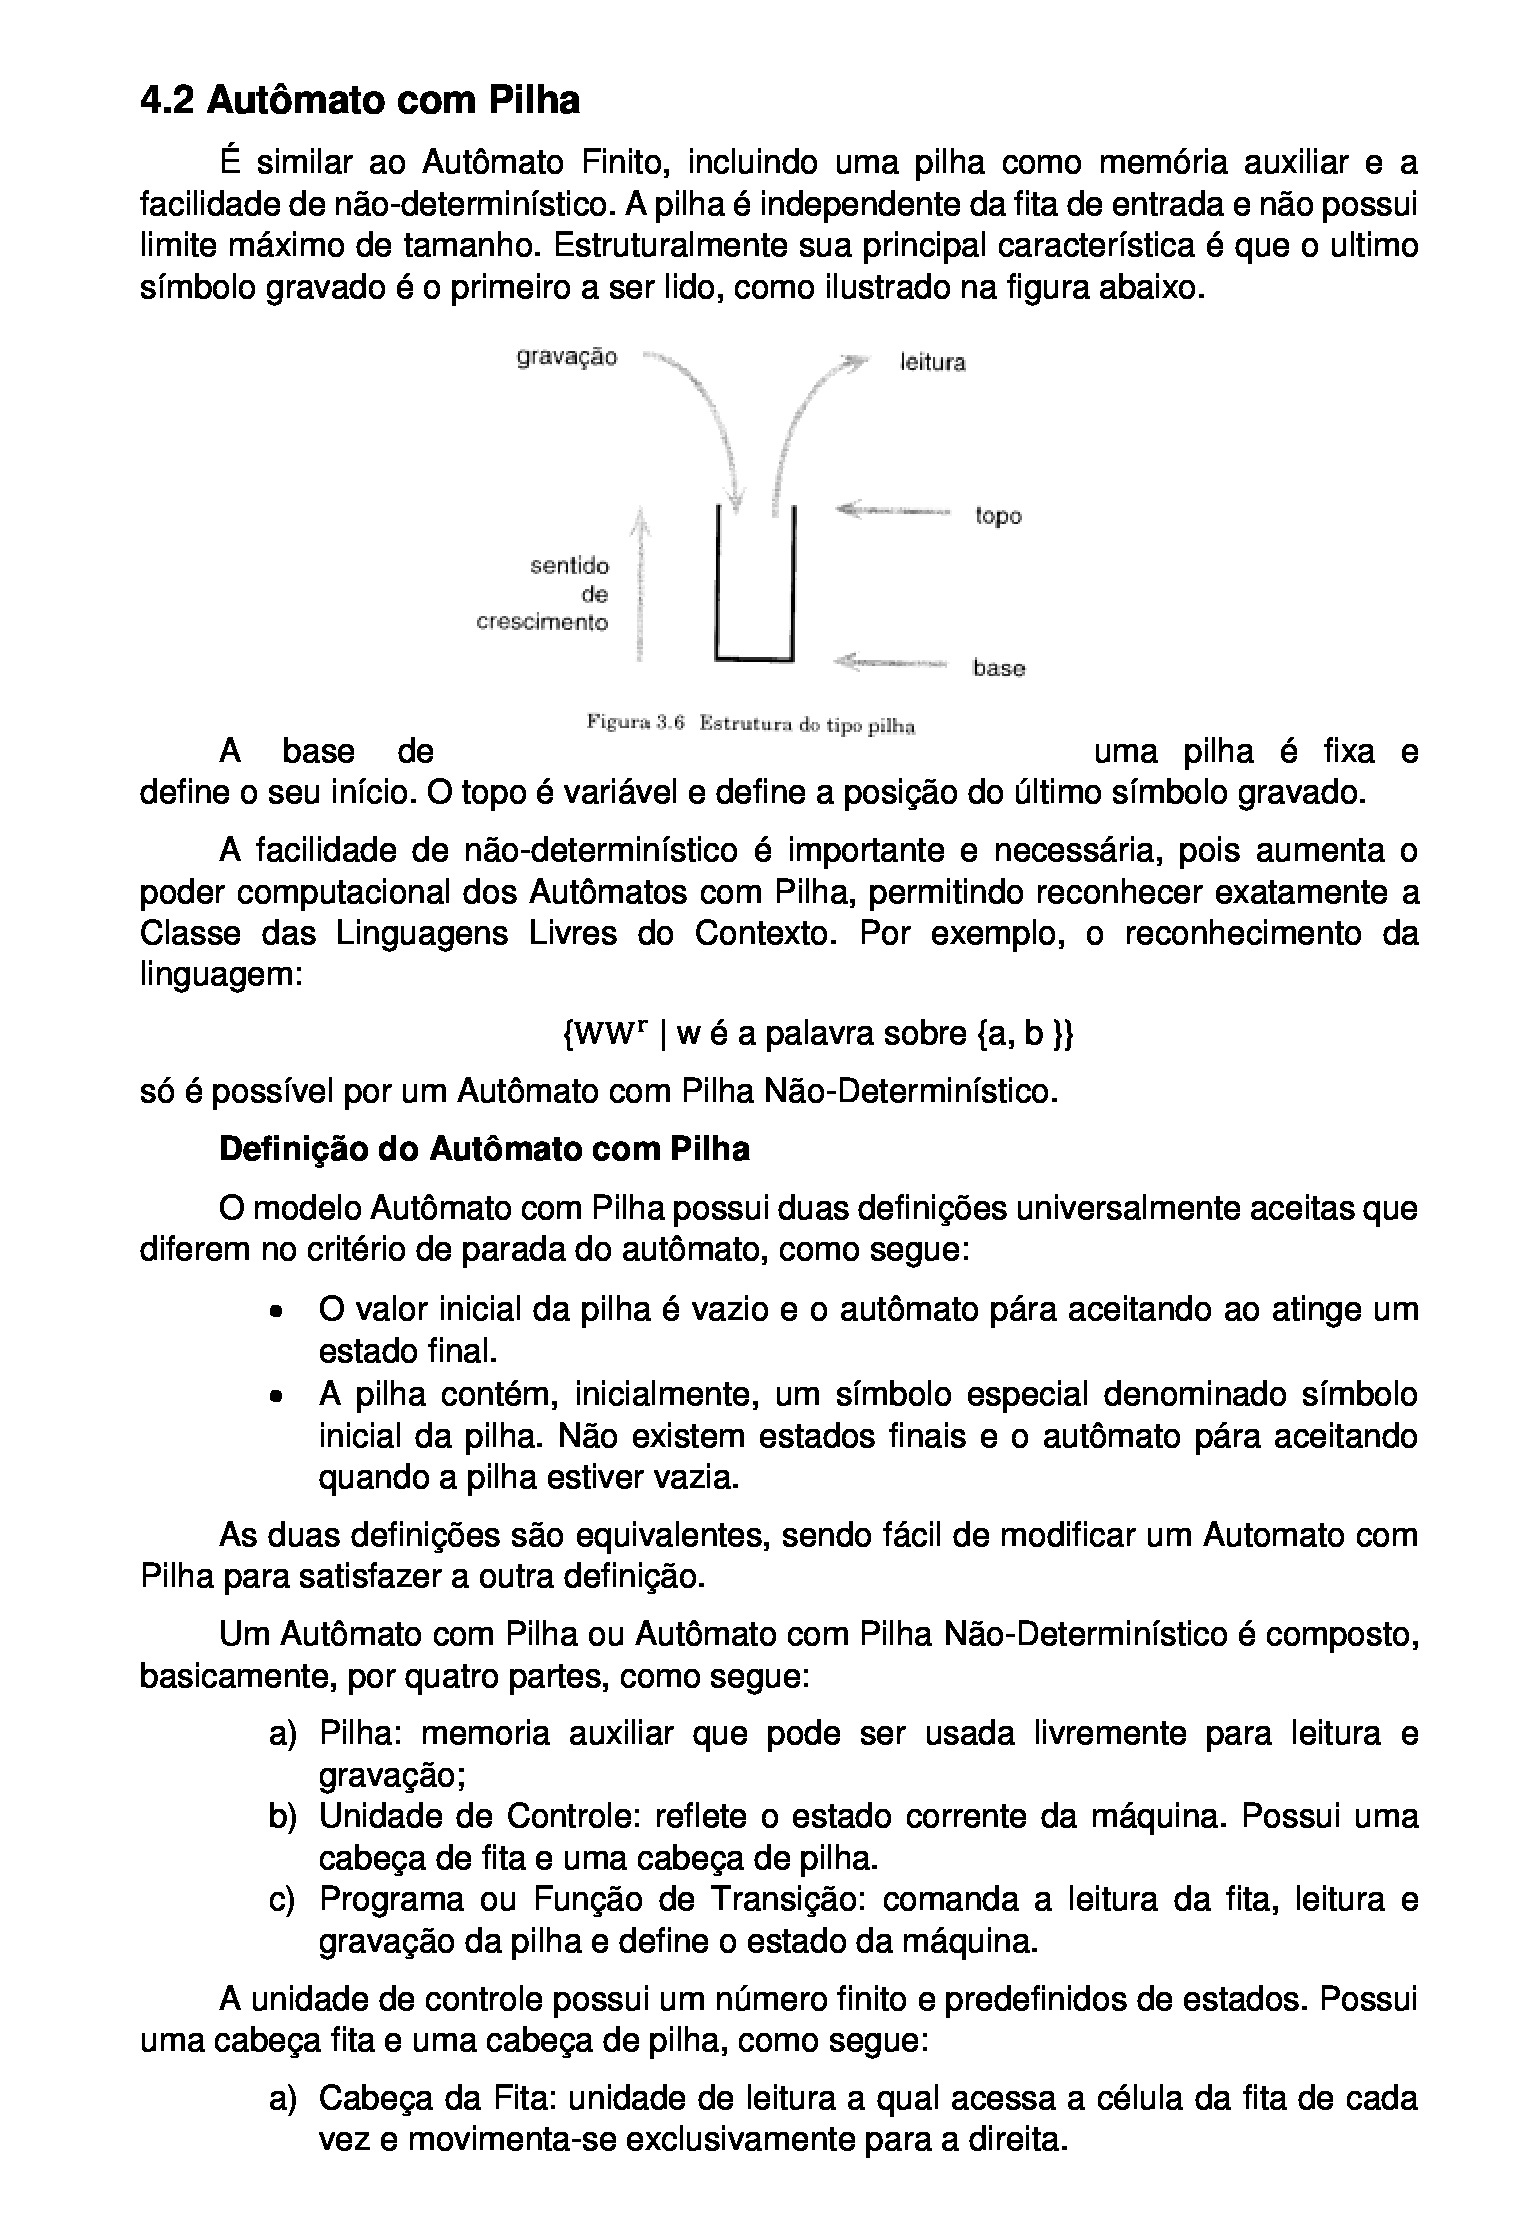 4.2 Autômato com Pilha
É similar ao Autômato Finito, incluindo uma pilha como memória auxiliar e a
facilidade de não-determinístico. A pilha é independente da fita de entrada e não possui
limite máximo de tamanho. Estruturalmente sua principal característica é que o ultimo
símbolo gravado é o primeiro a ser lido, como ilustrado na figura abaixo.
gravação
leitura
topo
sentido
de
crescimento
base
Figura 3.6 Estrutura do tipo pilha
A base de uma pilha é fixa e
define o seu início. O topo é variável e define a posição do último símbolo gravado.
A facilidade de não-determinístico é importante e necessária, pois aumenta o
poder computacional dos Autômatos com Pilha, permitindo reconhecer exatamente a
Classe das Linguagens Livres do Contexto. Por exemplo, o reconhecimento da
linguagem:
{wwʳ | w é a palavra sobre {a, b }}
só é possível por um Autômato com Pilha Não-Determinístico.
Definição do Autômato com Pilha
O modelo Autômato com Pilha possui duas definições universalmente aceitas que
diferem no critério de parada do autômato, como segue:
• O valor inicial da pilha é vazio e o autômato pára aceitando ao atinge um
estado final.
• A pilha contém, inicialmente, um símbolo especial denominado símbolo
inicial da pilha. Não existem estados finais e o autômato pára aceitando
quando a pilha estiver vazia.
As duas definições são equivalentes, sendo fácil de modificar um Automato com
Pilha para satisfazer a outra definição.
Um Autômato com Pilha ou Autômato com Pilha Não-Determinístico é composto,
basicamente, por quatro partes, como segue:
a) Pilha: memoria auxiliar que pode ser usada livremente para leitura e
gravação;
b) Unidade de Controle: reflete o estado corrente da máquina. Possui uma
cabeça de fita e uma cabeça de pilha.
c) Programa ou Função de Transição: comanda a leitura da fita, leitura e
gravação da pilha e define o estado da máquina.
A unidade de controle possui um número finito e predefinidos de estados. Possui
uma cabeça fita e uma cabeça de pilha, como segue:
a) Cabeça da Fita: unidade de leitura a qual acessa a célula da fita de cada
vez e movimenta-se exclusivamente para a direita.